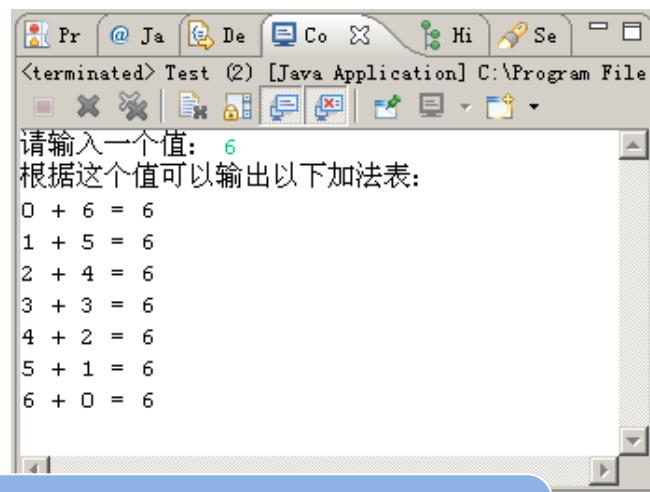 Pr @ Ja De Co Hi Se
<terminated> Test (2) [Java Application] C:\Program File
请输入一个值： 6
根据这个值可以输出以下加法表：
0 + 6 = 6
1 + 5 = 6
2 + 4 = 6
3 + 3 = 6
4 + 2 = 6
5 + 1 = 6
6 + 0 = 6